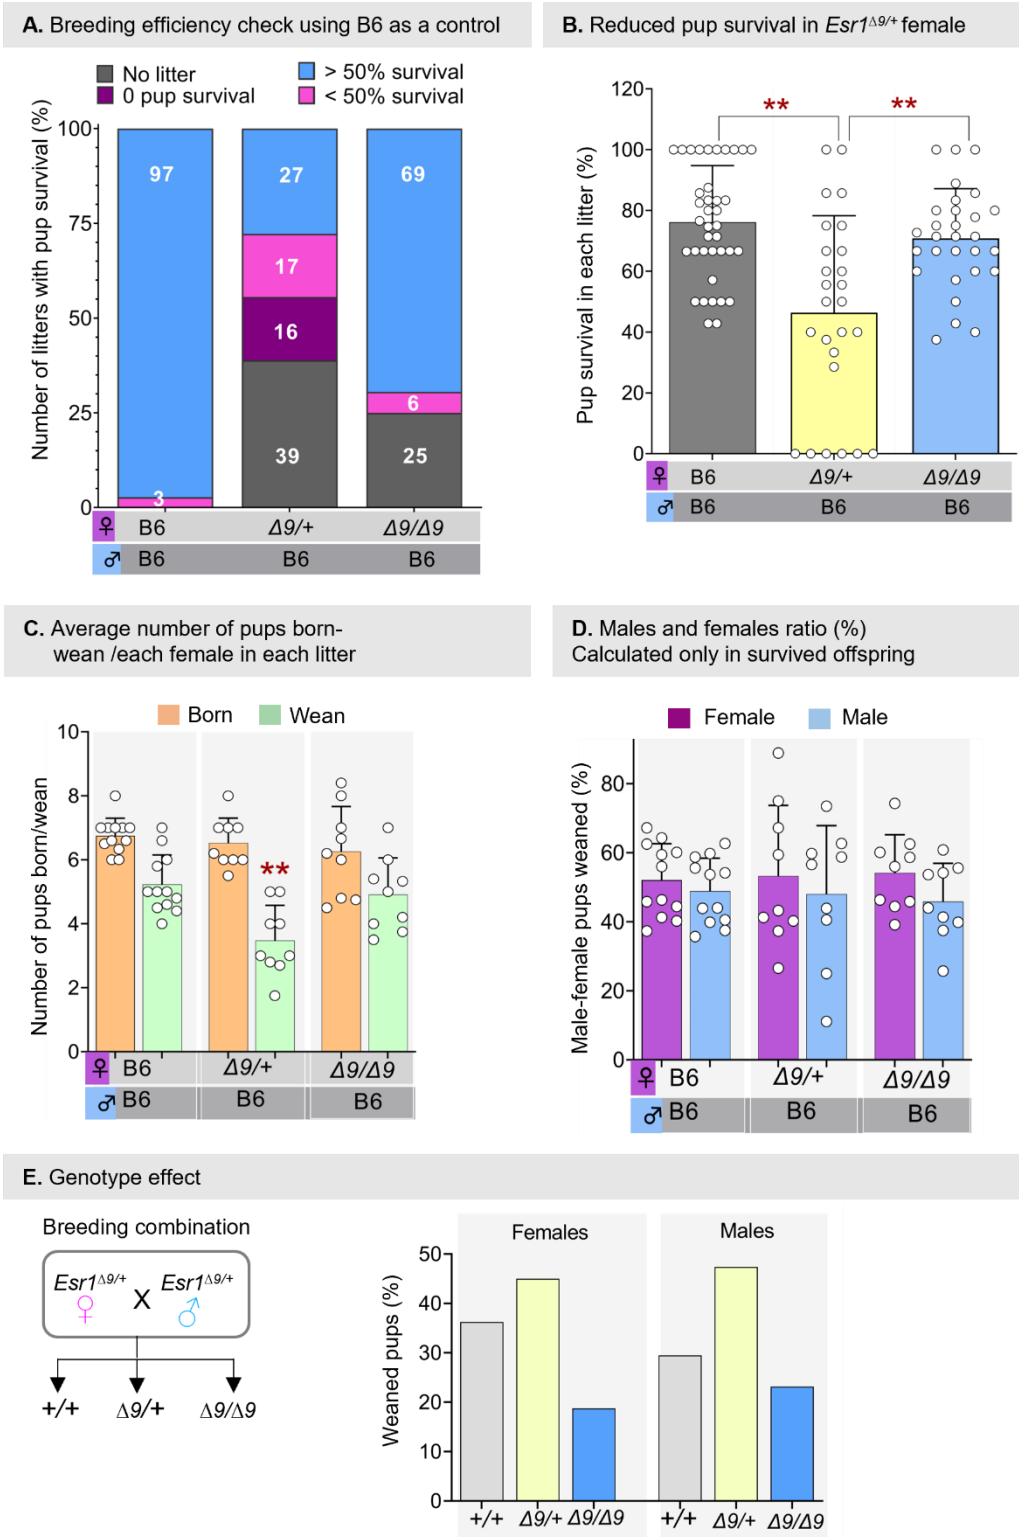 A. Breeding efficiency check using B6 as a control
No litter
> 50% survival
0 pup survival
< 50% survival
Number of litters with pup survival (%)
100
75
50
25
0
97
3
27
17
16
39
69
6
25
♀ B6 Δ9/+ Δ9/Δ9
♂ B6 B6 B6
B. Reduced pup survival in Esr1Δ9/+ female
Pup survival in each litter (%)
120
100
80
60
40
20
0
** **
♀ B6 Δ9/+ Δ9/Δ9
♂ B6 B6 B6
C. Average number of pups born-
wean /each female in each litter
Born Wean
Number of pups born/wean
10
8
6
4
2
0
**
♀ B6 Δ9/+ Δ9/Δ9
♂ B6 B6 B6
D. Males and females ratio (%)
Calculated only in survived offspring
Female Male
Male-female pups weaned (%)
80
60
40
20
0
♀ B6 Δ9/+ Δ9/Δ9
♂ B6 B6 B6
E. Genotype effect
Breeding combination
Esr1Δ9/+ X Esr1Δ9/+
♀ ♂
+/+ Δ9/+ Δ9/Δ9
Females Males
Weaned pups (%)
50
40
30
20
10
0
+/+ Δ9/+ Δ9/Δ9 +/+ Δ9/+ Δ9/Δ9